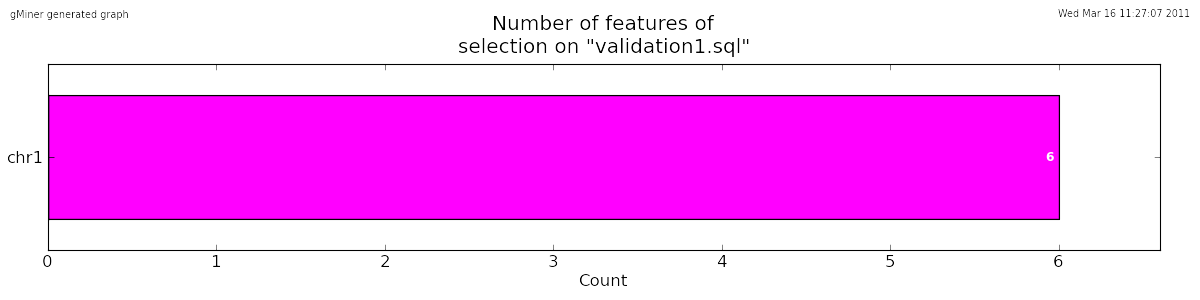 gMiner generated graph
Wed Mar 16 11:27:07 2011
Number of features of
selection on "validation1.sql"
chr1
6
0 1 2 3 4 5 6
Count